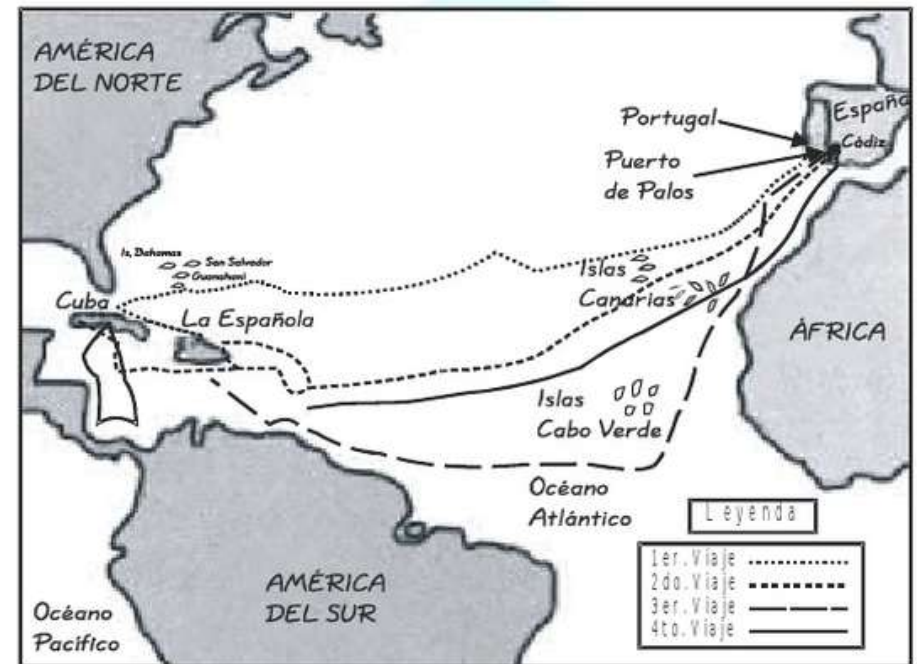 AMÉRICA
DEL NORTE
Portugal
España
Cádiz
Puerto
de Palos
Is, Bahamas
San Salvador
Guanahani
Islas
Canarias
Cuba
La Española
ÁFRICA
Islas
Cabo Verde
Océano
Atlántico
Leyenda
1er. Viaje
2do. Viaje
3er. Viaje
4to. Viaje
AMÉRICA
DEL SUR
Océano
Pacífico